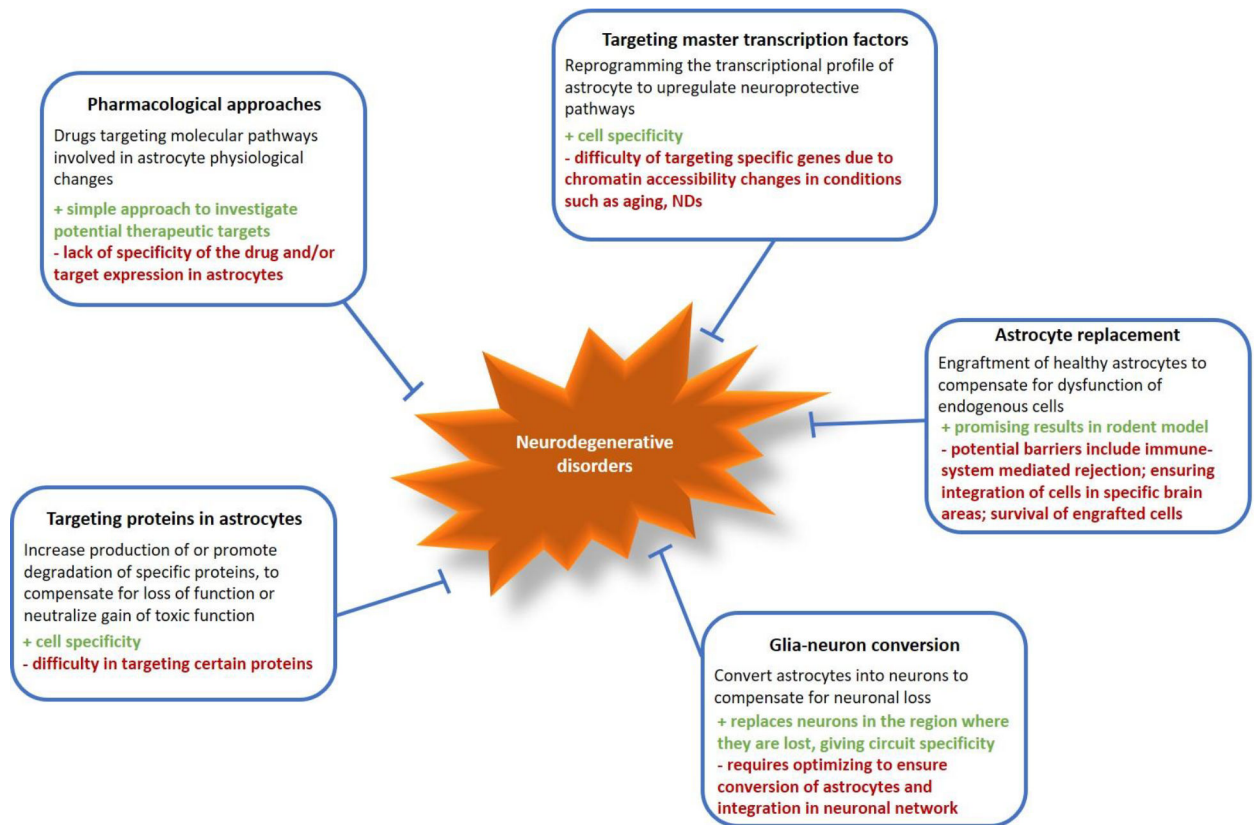 Targeting master transcription factors
Reprogramming the transcriptional profile of
astrocyte to upregulate neuroprotective
pathways
+ cell specificity
- difficulty of targeting specific genes due to
chromatin accessibility changes in conditions
such as aging, NDs
Pharmacological approaches
Drugs targeting molecular pathways
involved in astrocyte physiological
changes
+ simple approach to investigate
potential therapeutic targets
- lack of specificity of the drug and/or
target expression in astrocytes
Astrocyte replacement
Engraftment of healthy astrocytes to
compensate for dysfunction of
endogenous cells
+ promising results in rodent model
- potential barriers include immune-
system mediated rejection; ensuring
integration of cells in specific brain
areas; survival of engrafted cells
Neurodegenerative
disorders
Targeting proteins in astrocytes
Increase production of or promote
degradation of specific proteins, to
compensate for loss of function or
neutralize gain of toxic function
+ cell specificity
- difficulty in targeting certain proteins
Glia-neuron conversion
Convert astrocytes into neurons to
compensate for neuronal loss
+ replaces neurons in the region where
they are lost, giving circuit specificity
- requires optimizing to ensure
conversion of astrocytes and
integration in neuronal network